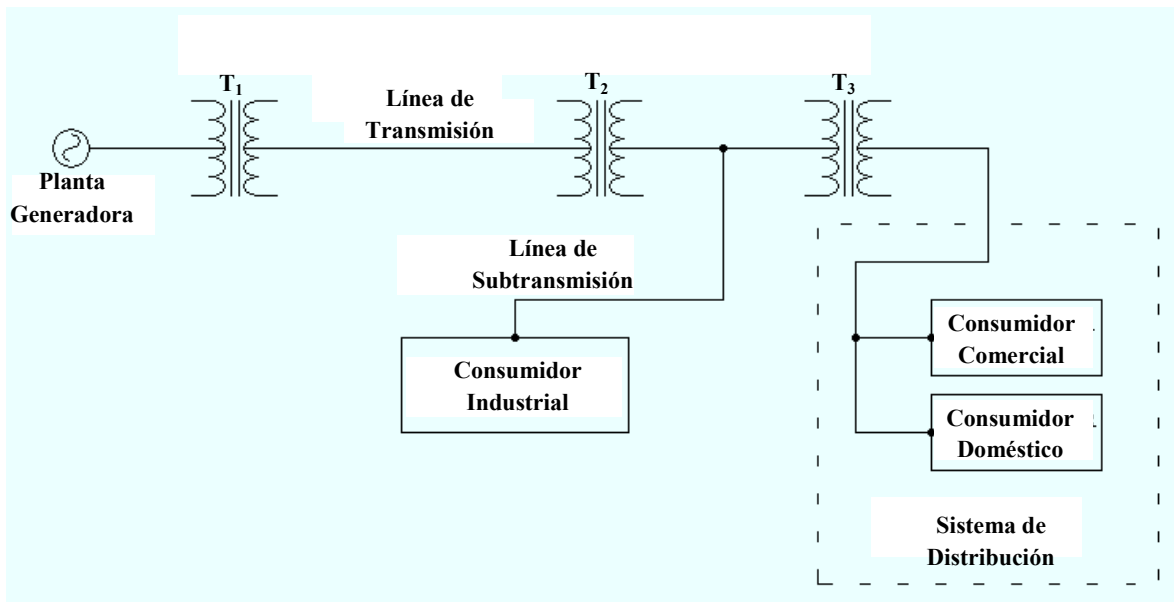 T₁
T₂
T₃
Línea de
Transmisión
Planta
Generadora
Línea de
Subtransmisión
Consumidor
Industrial
Consumidor
Comercial
Consumidor
Doméstico
Sistema de
Distribución